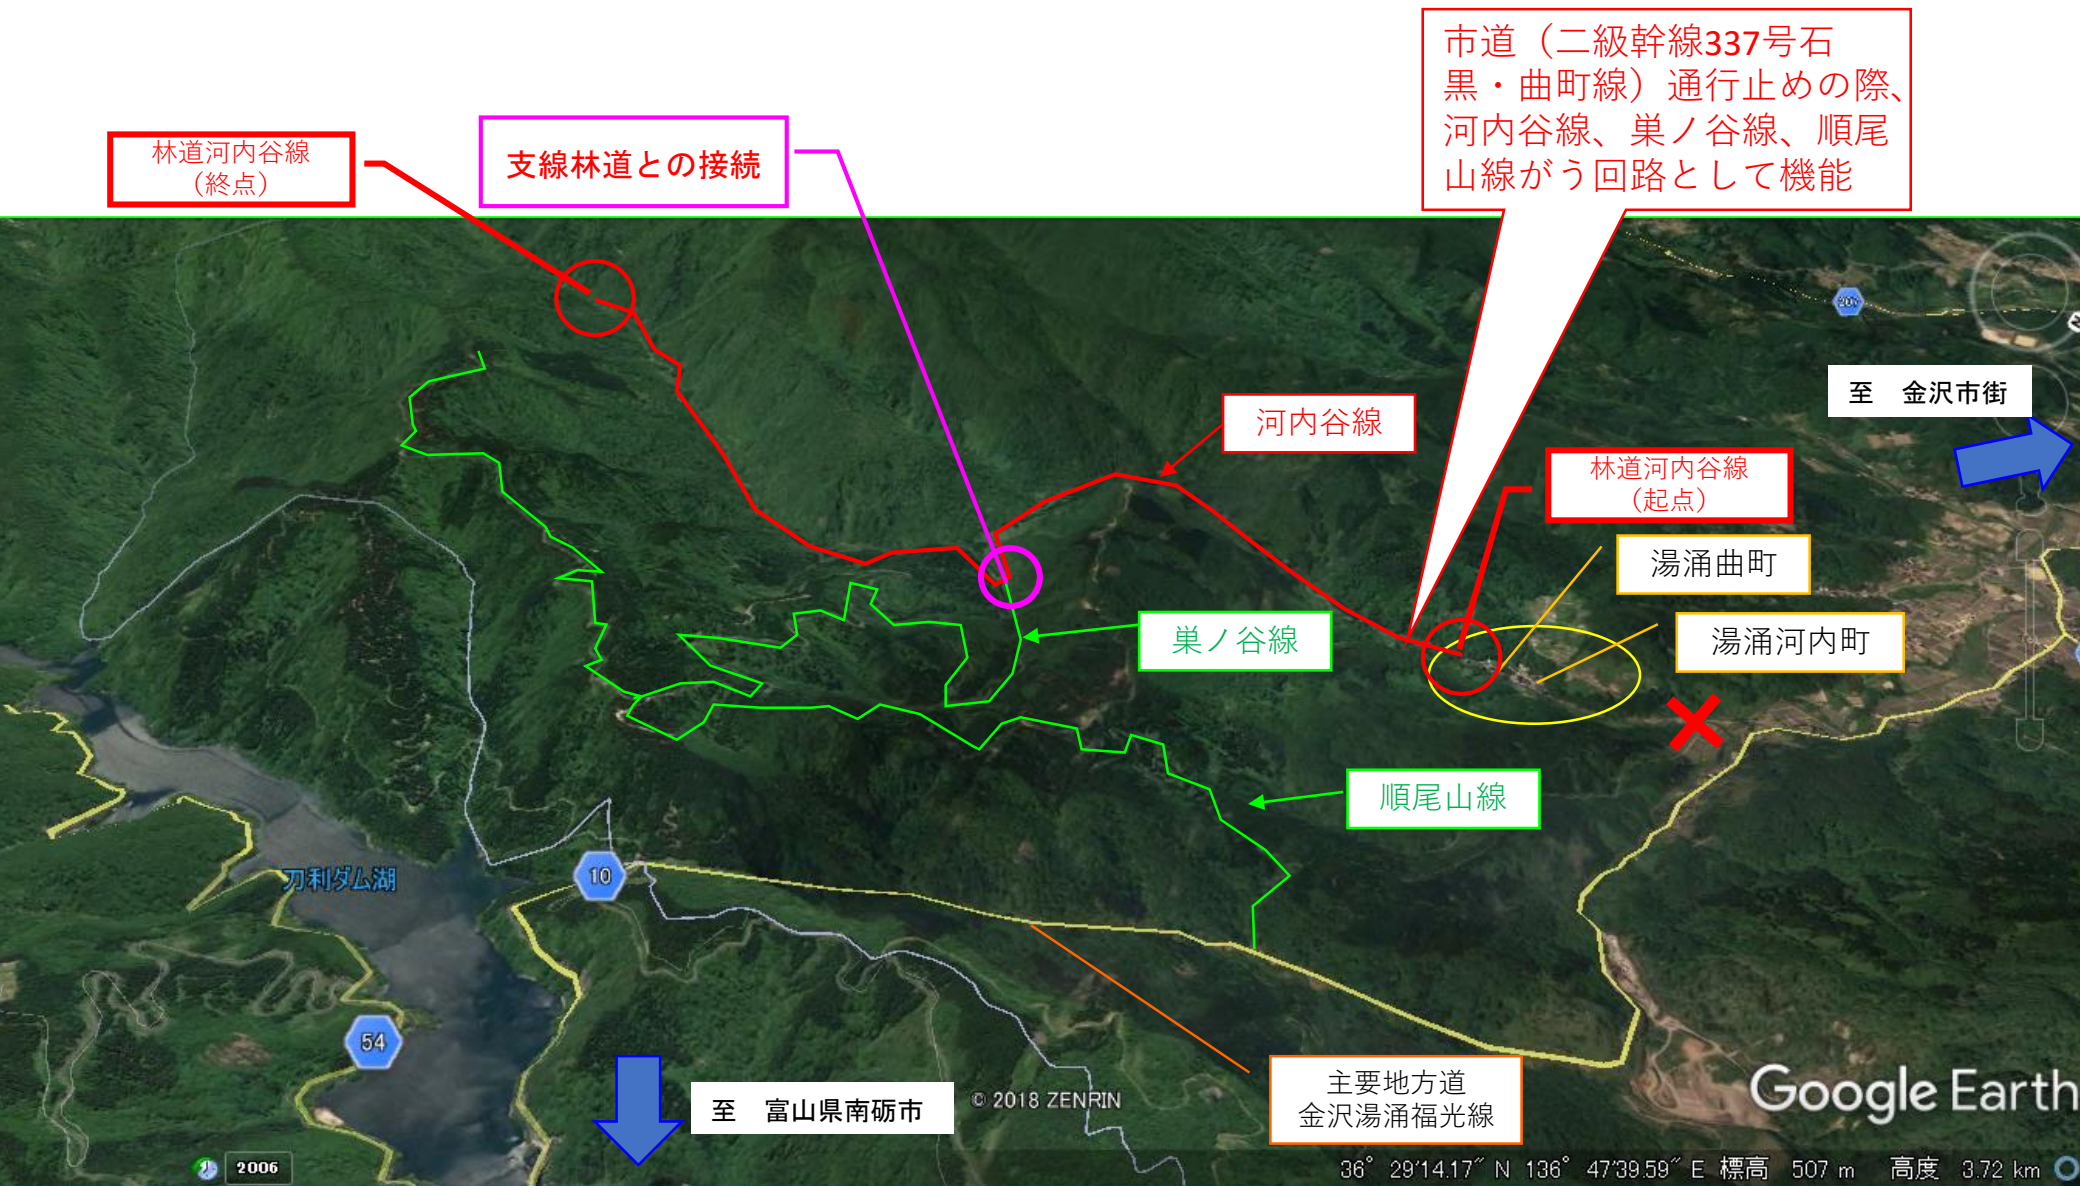 市道（二級幹線337号石
黒・曲町線）通行止めの際、
河内谷線、巣ノ谷線、順尾
山線がう回路として機能
林道河内谷線
（終点）
支線林道との接続
207
至　金沢市街
河内谷線
林道河内谷線
（起点）
湯涌曲町
巣ノ谷線
湯涌河内町
順尾山線
刀利ダム湖
10
54
主要地方道
金沢湯涌福光線
至　富山県南砺市
© 2018 ZENRIN
Google Earth
2006
36° 29'14.17" N 136° 47'39.59" E 標高 507 m 高度 3.72 km